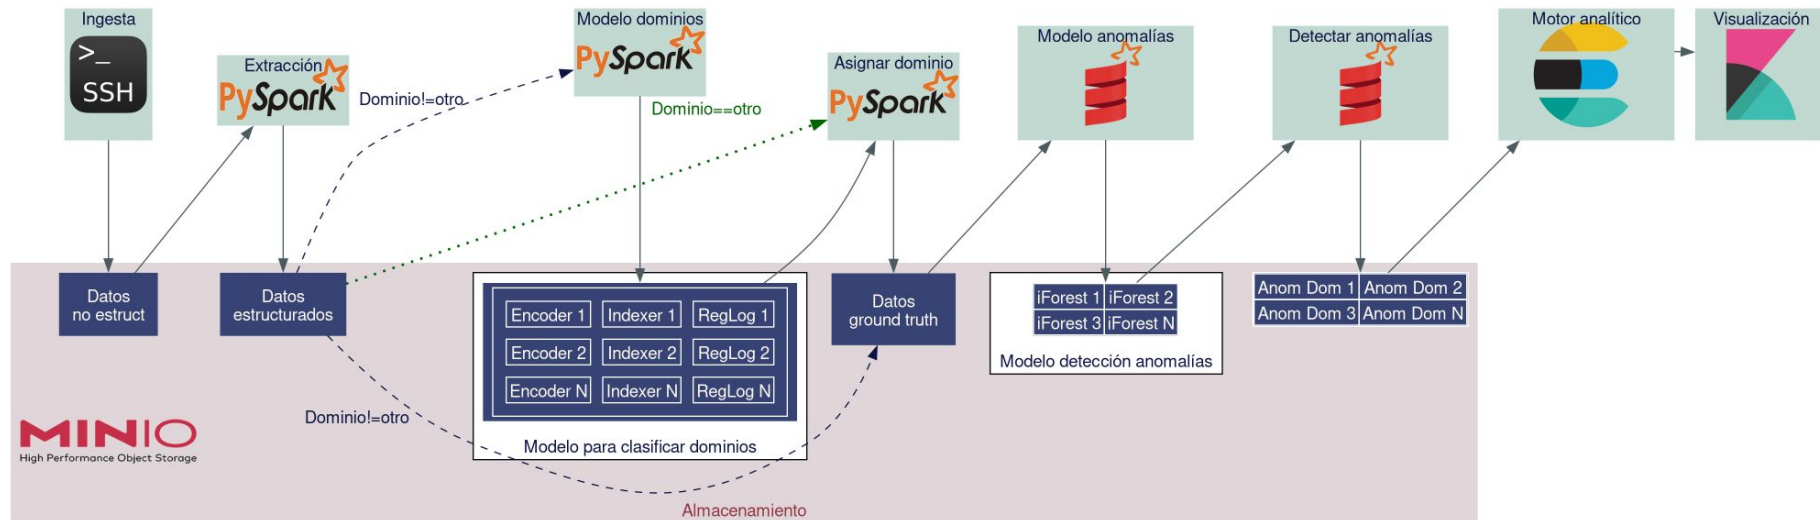 Ingesta
>_
SSH
Extracción
PySpark
Modelo dominios
PySpark
Dominio!=otro
Dominio==otro
Asignar dominio
PySpark
Modelo anomalías
Detectar anomalías
Motor analítico
Visualización
Datos
no estruct
Datos
estructurados
Encoder 1 Indexer 1 RegLog 1
Encoder 2 Indexer 2 RegLog 2
Encoder N Indexer N RegLog N
Modelo para clasificar dominios
Datos
ground truth
iForest 1 iForest 2
iForest 3 iForest N
Modelo detección anomalías
Anom Dom 1 Anom Dom 2
Anom Dom 3 Anom Dom N
Dominio!=otro
MINIO
High Performance Object Storage
Almacenamiento